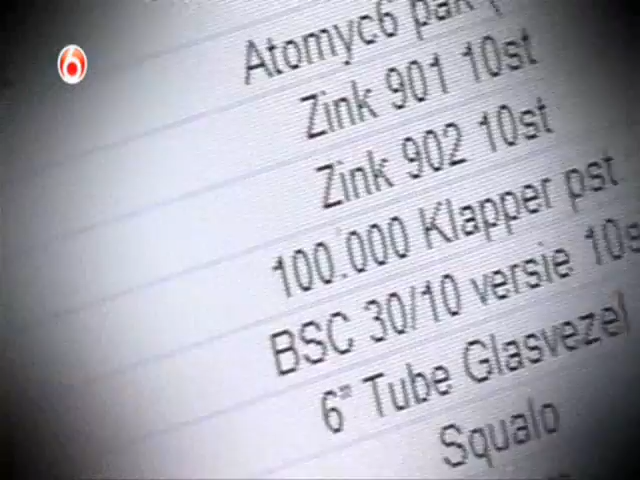 6
Atomyc6 pak
Zink 901 10st
Zink 902 10st
100.000 Klapper pst
BSC 30/10 versie 10s
6" Tube Glasvezel
Squalo